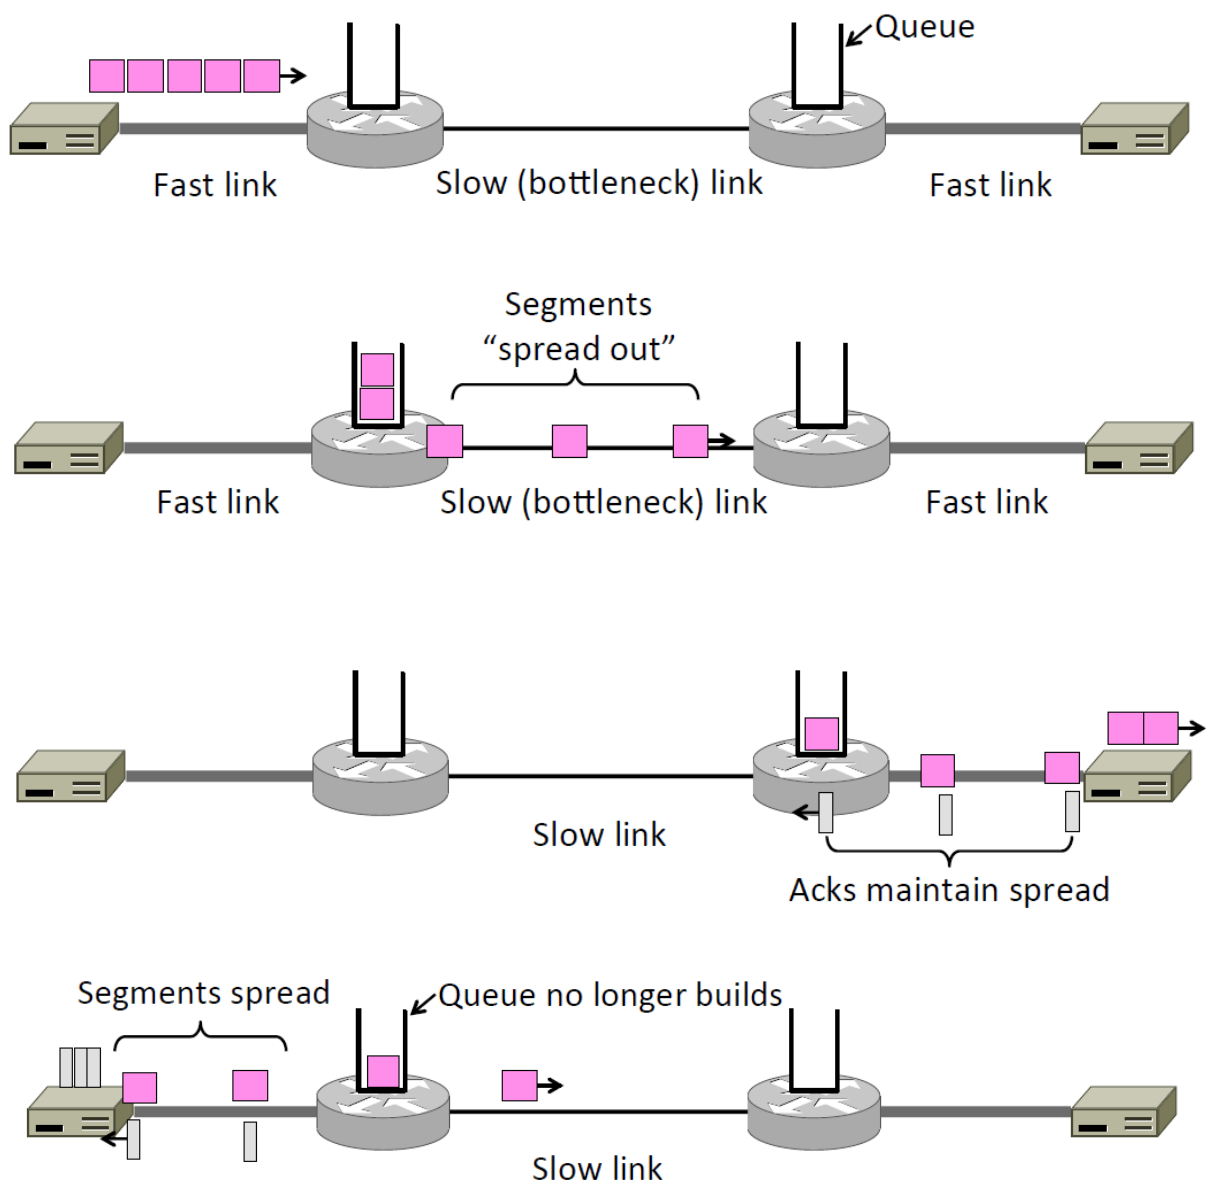 Queue
Fast link
Slow (bottleneck) link
Fast link
Segments
“spread out”
Fast link
Slow (bottleneck) link
Fast link
Slow link
Acks maintain spread
Segments spread
Queue no longer builds
Slow link